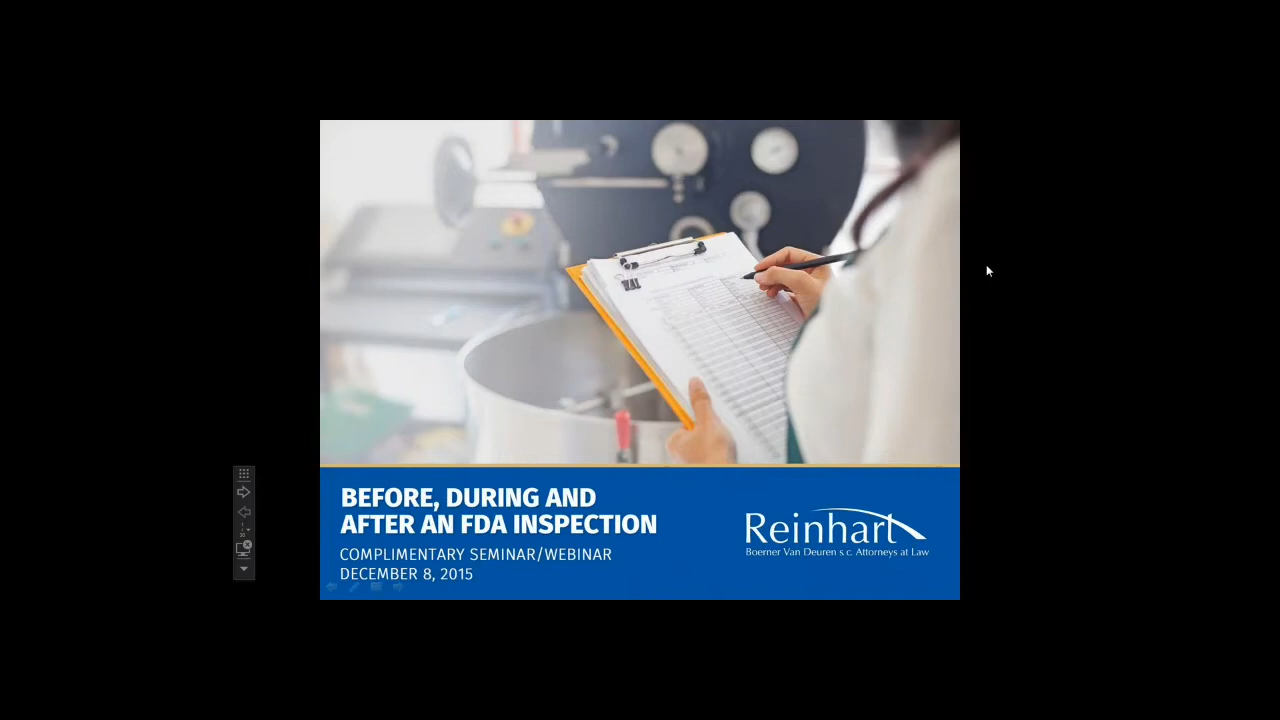 BEFORE, DURING AND
AFTER AN FDA INSPECTION
COMPLIMENTARY SEMINAR/WEBINAR
DECEMBER 8, 2015
Reinhart
Boerner Van Deuren s.c. Attorneys at Law